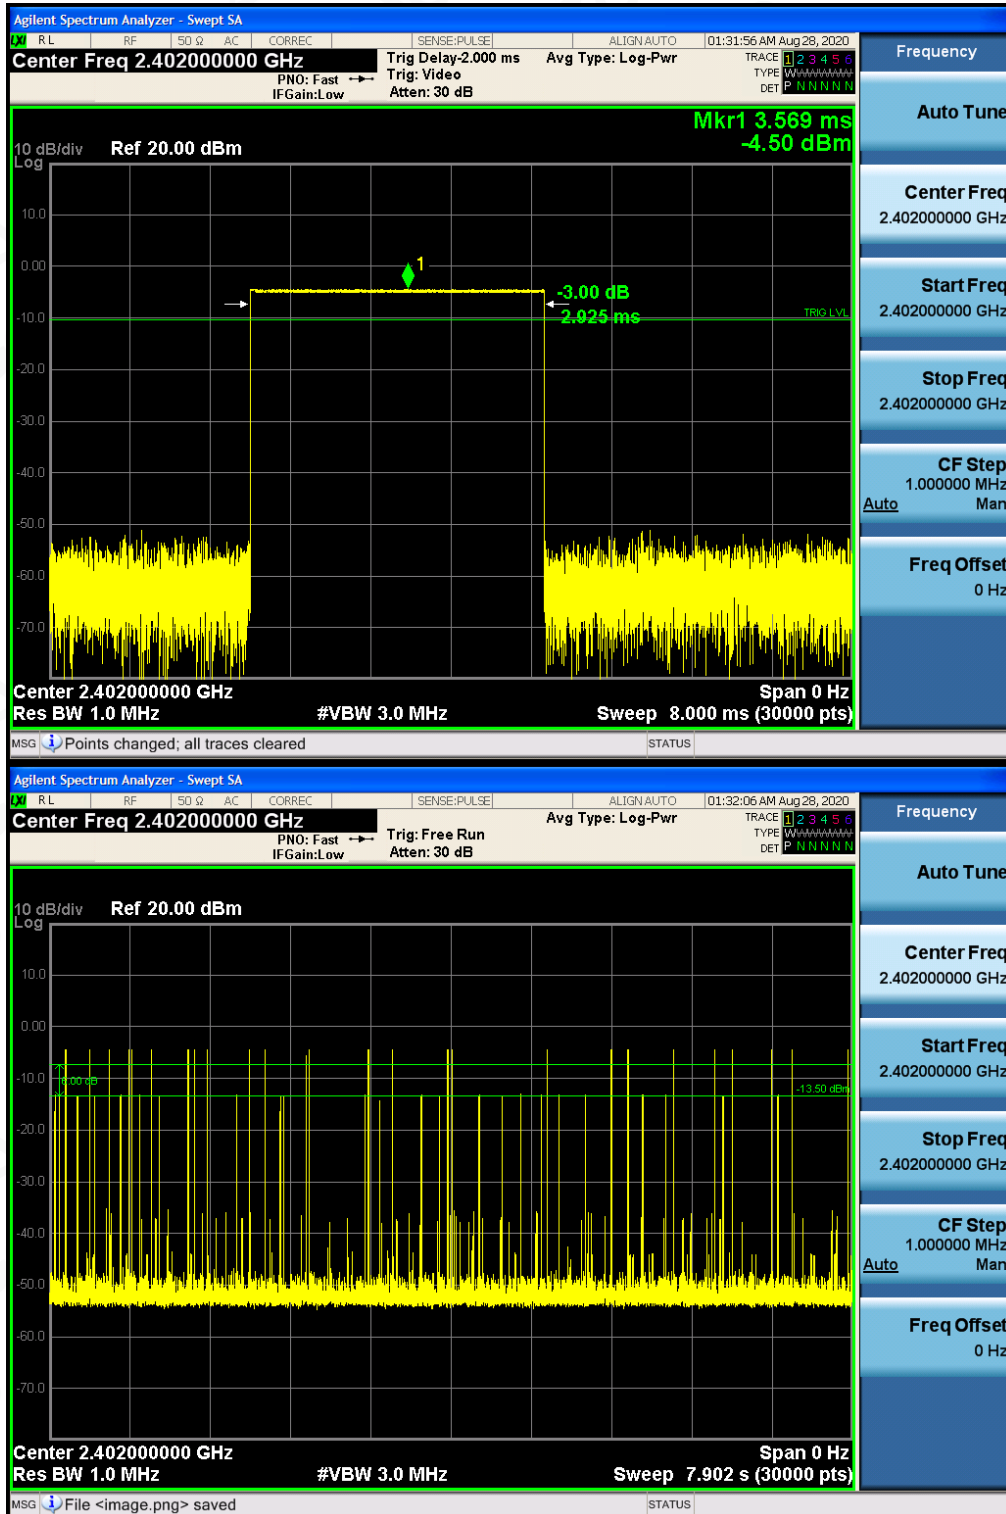 Agilent Spectrum Analyzer - Swept SA
LXI RL RF 50 Ω AC CORREC SENSE:PULSE ALIGN AUTO 01:31:56 AM Aug 28, 2020
Center Freq 2.402000000 GHz
PNO: Fast
IFGain:Low
Trig Delay-2.000 ms
Trig: Video
Atten: 30 dB
Avg Type: Log-Pwr
TRACE 1 2 3 4 5 6
TYPE WWWWWW
DET P N N N N N
Mkr1 3.569 ms
-4.50 dBm
10 dB/div Ref 20.00 dBm
Log
10.0
0.00
-10.0
-20.0
-30.0
-40.0
-50.0
-60.0
-70.0
1
-3.00 dB
2.925 ms
TRIG LVL
Center 2.402000000 GHz Span 0 Hz
Res BW 1.0 MHz #VBW 3.0 MHz Sweep 8.000 ms (30000 pts)
MSG Points changed; all traces cleared STATUS
Frequency
Auto Tune
Center Freq
2.402000000 GHz
Start Freq
2.402000000 GHz
Stop Freq
2.402000000 GHz
CF Step
1.000000 MHz
Auto Man
Freq Offset
0 Hz
Agilent Spectrum Analyzer - Swept SA
LXI RL RF 50 Ω AC CORREC SENSE:PULSE ALIGN AUTO 01:32:06 AM Aug 28, 2020
Center Freq 2.402000000 GHz
PNO: Fast
IFGain:Low
Trig: Free Run
Atten: 30 dB
Avg Type: Log-Pwr
TRACE 1 2 3 4 5 6
TYPE WWWWWW
DET P N N N N N
10 dB/div Ref 20.00 dBm
Log
10.0
0.00
-10.0
-20.0
-30.0
-40.0
-50.0
-60.0
-70.0
6.00 dB
-13.50 dBm
Center 2.402000000 GHz Span 0 Hz
Res BW 1.0 MHz #VBW 3.0 MHz Sweep 7.902 s (30000 pts)
MSG File <image.png> saved STATUS
Frequency
Auto Tune
Center Freq
2.402000000 GHz
Start Freq
2.402000000 GHz
Stop Freq
2.402000000 GHz
CF Step
1.000000 MHz
Auto Man
Freq Offset
0 Hz